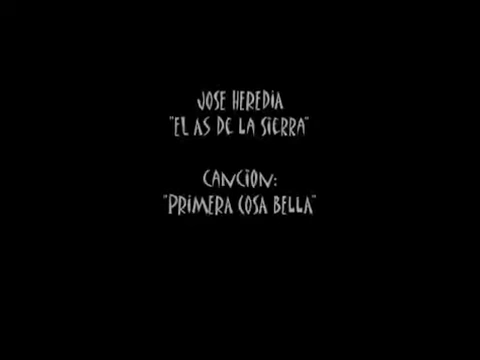 JOSE HEREDIA
"EL AS DE LA SIERRA"
CANCION:
"PRIMERA COSA BELLA"